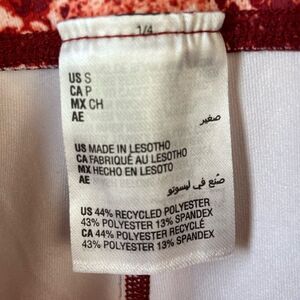 1/4
US S
CA P
MX CH
AE صغير
US MADE IN LESOTHO
CA FABRIQUÉ AU LESOTHO
MX HECHO EN LESOTO
AE صنع في ليسوتو
US 44% RECYCLED POLYESTER
43% POLYESTER 13% SPANDEX
CA 44% POLYESTER RECYCLÉ
43% POLYESTER 13% SPANDEX